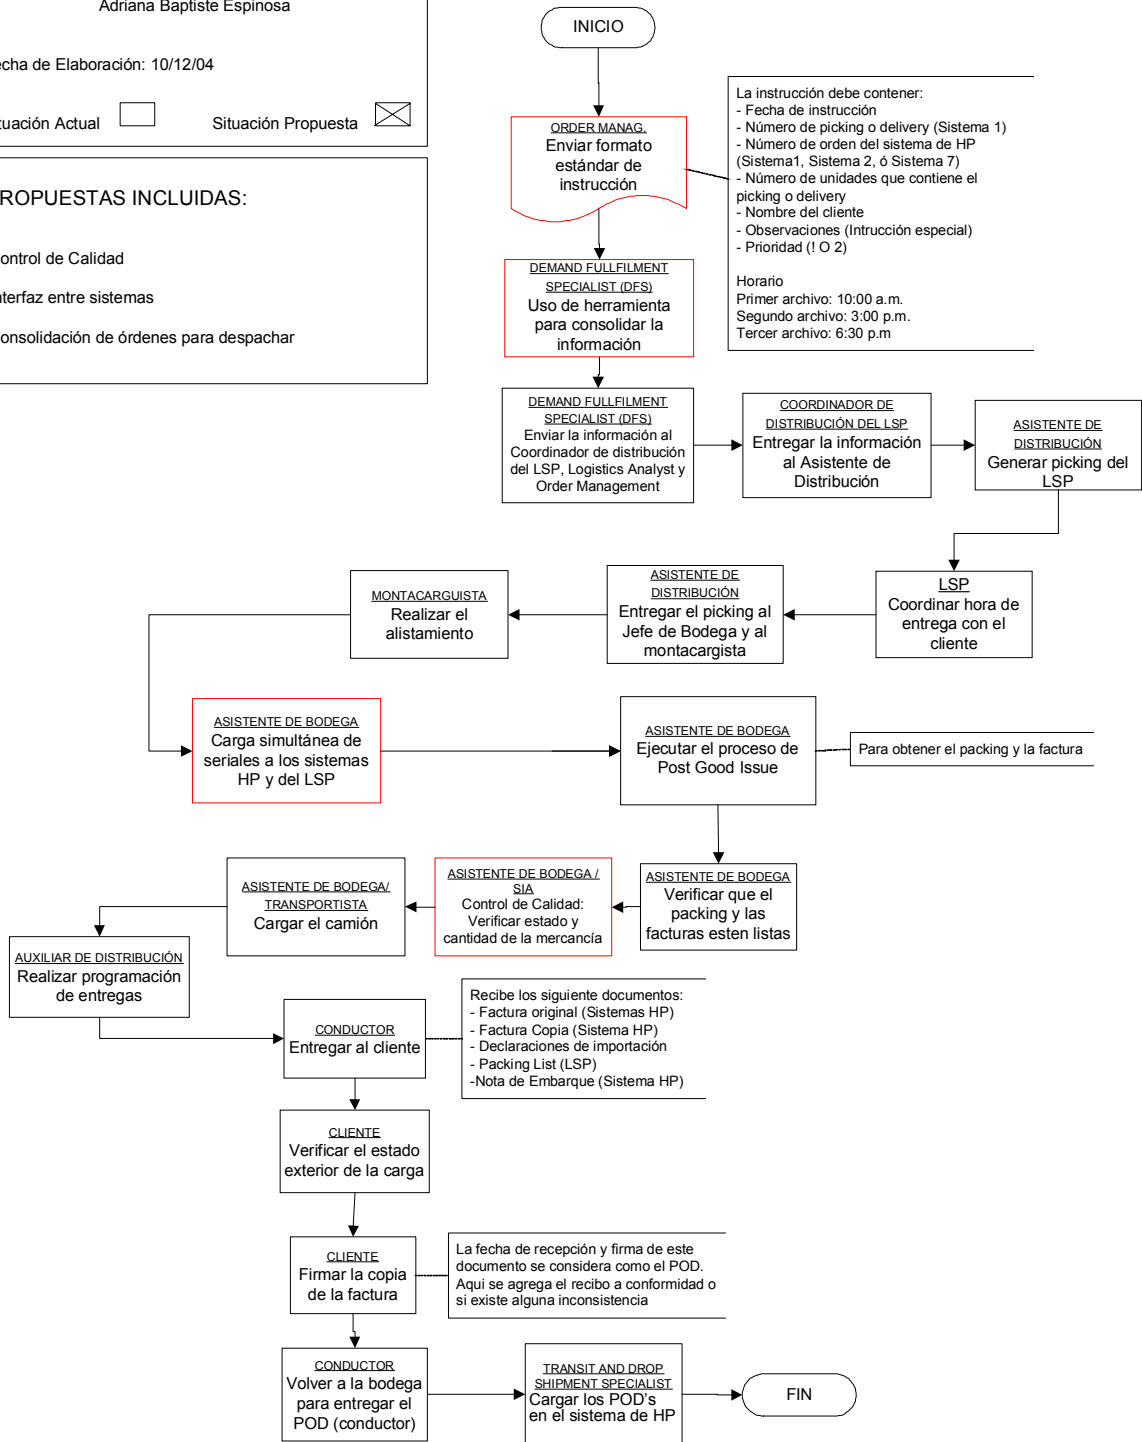 Adriana Baptiste Espinosa
echa de Elaboración: 10/12/04
tuación Actual
Situación Propuesta
ROPUESTAS INCLUIDAS:
ontrol de Calidad
nterfaz entre sistemas
onsolidación de órdenes para despachar
INICIO
ORDER MANAG.
Enviar formato
estándar de
instrucción
La instrucción debe contener:
- Fecha de instrucción
- Número de picking o delivery (Sistema 1)
- Número de orden del sistema de HP
(Sistema1, Sistema 2, ó Sistema 7)
- Número de unidades que contiene el
picking o delivery
- Nombre del cliente
- Observaciones (Intrucción especial)
- Prioridad (! O 2)
Horario
Primer archivo: 10:00 a.m.
Segundo archivo: 3:00 p.m.
Tercer archivo: 6:30 p.m
DEMAND FULLFILMENT
SPECIALIST (DFS)
Uso de herramienta
para consolidar la
información
DEMAND FULLFILMENT
SPECIALIST (DFS)
Enviar la información al
Coordinador de distribución
del LSP, Logistics Analyst y
Order Management
COORDINADOR DE
DISTRIBUCIÓN DEL LSP
Entregar la información
al Asistente de
Distribución
ASISTENTE DE
DISTRIBUCIÓN
Generar picking del
LSP
LSP
Coordinar hora de
entrega con el
cliente
ASISTENTE DE
DISTRIBUCIÓN
Entregar el picking al
Jefe de Bodega y al
montacargista
MONTACARGUISTA
Realizar el
alistamiento
ASISTENTE DE BODEGA
Carga simultánea de
seriales a los sistemas
HP y del LSP
ASISTENTE DE BODEGA
Ejecutar el proceso de
Post Good Issue
Para obtener el packing y la factura
ASISTENTE DE BODEGA
Verificar que el
packing y las
facturas esten listas
ASISTENTE DE BODEGA /
SIA
Control de Calidad:
Verificar estado y
cantidad de la mercancía
ASISTENTE DE BODEGA/
TRANSPORTISTA
Cargar el camión
AUXILIAR DE DISTRIBUCIÓN
Realizar programación
de entregas
CONDUCTOR
Entregar al cliente
Recibe los siguiente documentos:
- Factura original (Sistemas HP)
- Factura Copia (Sistema HP)
- Declaraciones de importación
- Packing List (LSP)
-Nota de Embarque (Sistema HP)
CLIENTE
Verificar el estado
exterior de la carga
CLIENTE
Firmar la copia
de la factura
La fecha de recepción y firma de este
documento se considera como el POD.
Aqui se agrega el recibo a conformidad o
si existe alguna inconsistencia
CONDUCTOR
Volver a la bodega
para entregar el
POD (conductor)
TRANSIT AND DROP
SHIPMENT SPECIALIST
Cargar los POD's
en el sistema de HP
FIN